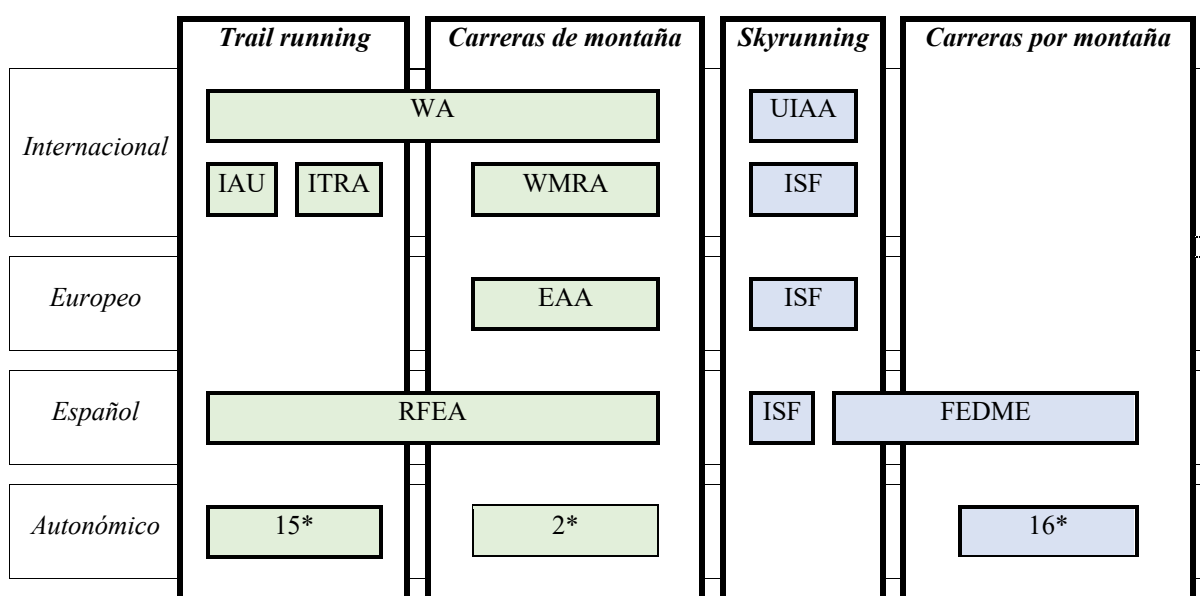 Trail running Carreras de montaña Skyrunning Carreras por montaña
WA UIAA
Internacional
IAU ITRA WMRA ISF
Europeo EAA ISF
Español RFEA ISF FEDME
Autonómico 15* 2* 16*